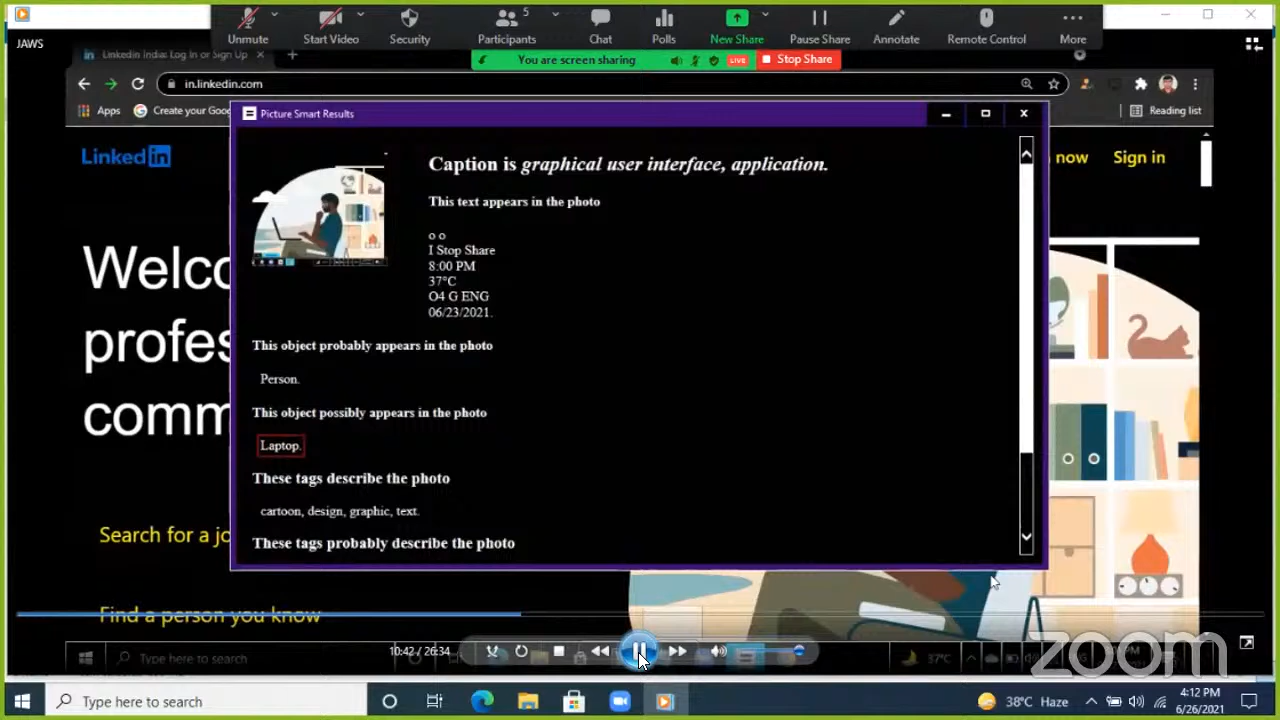 5
Unmute
Start Video
Security
Participants
Chat
Polls
New Share
Pause Share
Annotate
Remote Control
More
JAWS
Linkedin India: Log In or Sign Up
You are screen sharing
LIVE
Stop Share
in.linkedin.com
Apps
Create your Goo
Reading list
Picture Smart Results
Linked in
now
Sign in
Caption is graphical user interface, application.
This text appears in the photo
o o
I Stop Share
8:00 PM
37°C
O4 G ENG
06/23/2021.
Welc
profes
comm
This object probably appears in the photo
Person.
This object possibly appears in the photo
Laptop.
These tags describe the photo
cartoon, design, graphic, text.
These tags probably describe the photo
Search for a jo
Find a person you know
10:42 / 26:34
Type here to search
37°C
zoom
Type here to search
38°C Haze
4:12 PM
6/26/2021